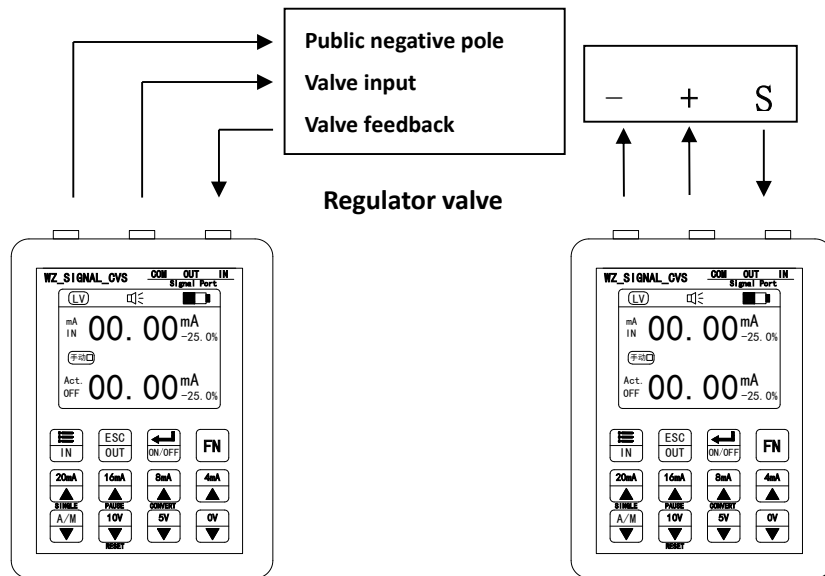 Public negative pole
Valve input
Valve feedback
− + S
Regulator valve
WZ_SIGNAL_CVS
COM OUT IN
Signal Port
LV
mA IN 00.00 mA -25.0%
手动
Act. OFF 00.00 mA -25.0%
IN
ESC OUT
ON/OFF
FN
20mA 16mA 8mA 4mA
SINGLE PAUSE CONVERT
A/M 10V 5V 0V
RESET
WZ_SIGNAL_CVS
COM OUT IN
Signal Port
LV
mA IN 00.00 mA -25.0%
手动
Act. OFF 00.00 mA -25.0%
IN
ESC OUT
ON/OFF
FN
20mA 16mA 8mA 4mA
SINGLE PAUSE CONVERT
A/M 10V 5V 0V
RESET